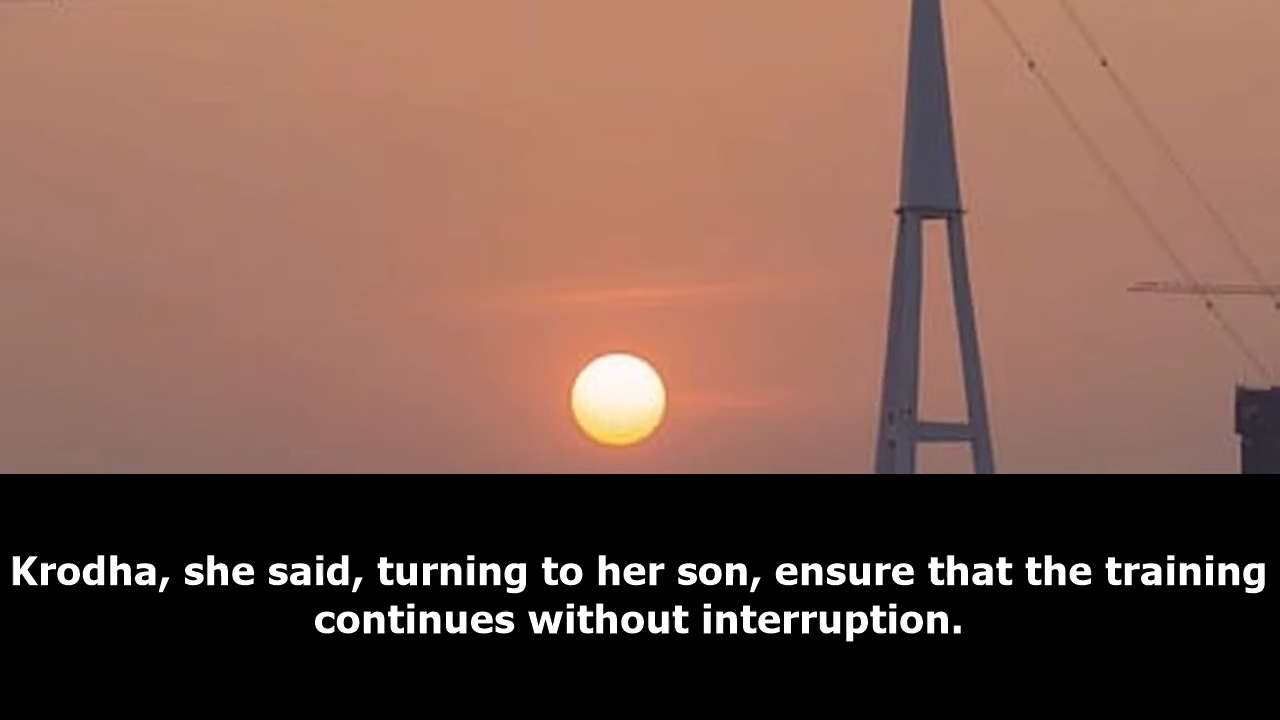 Krodha, she said, turning to her son, ensure that the training
continues without interruption.